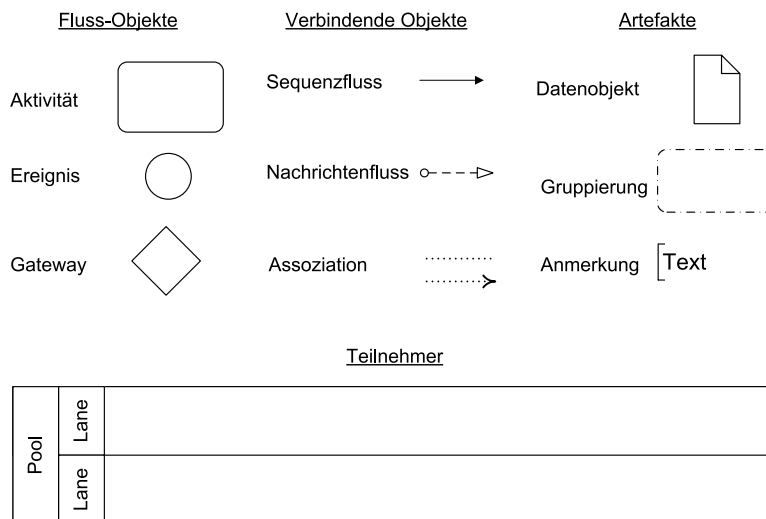 Fluss-Objekte
Verbindende Objekte
Artefakte
Aktivität
Sequenzfluss
Datenobjekt
Ereignis
Nachrichtenfluss
Gruppierung
Gateway
Assoziation
Anmerkung
Text
Teilnehmer
Pool
Lane
Lane